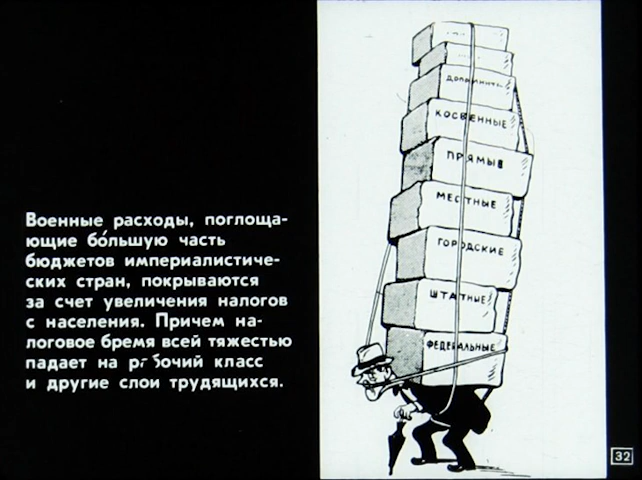 Военные расходы, поглоща-
ющие бо́льшую часть
бюджетов империалистиче-
ских стран, покрываются
за счет увеличения налогов
с населения. Причем на-
логовое бремя всей тяжестью
падает на рабочий класс
и другие слои трудящихся.
КОСВЕННЫЕ
ПРЯМЫЕ
МЕСТНЫЕ
ГОРОДСКИЕ
ШТАТНЫЕ
ФЕДЕРАЛЬНЫЕ
32